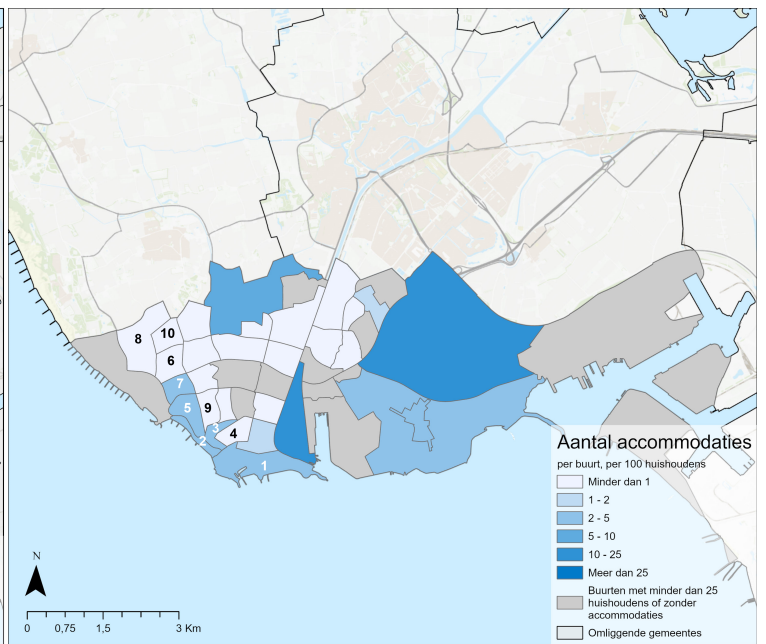 8
10
6
7
5
9
3
2
4
1
N
0 0,75 1,5 3 Km
Aantal accommodaties
per buurt, per 100 huishoudens
Minder dan 1
1 - 2
2 - 5
5 - 10
10 - 25
Meer dan 25
Buurten met minder dan 25
huishoudens of zonder
accommodaties
Omliggende gemeentes